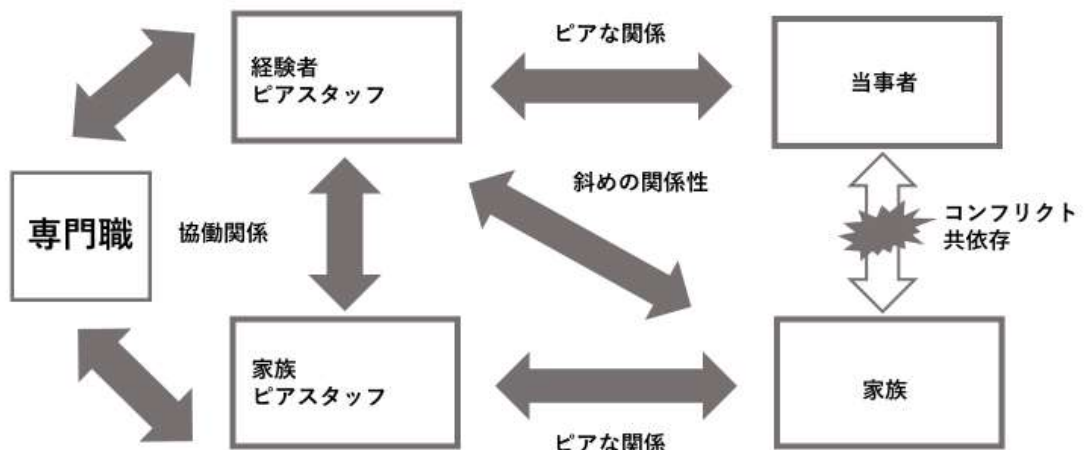 ピアな関係
経験者
ピアスタッフ
当事者
斜めの関係性
専門職
協働関係
コンフリクト
共依存
家族
ピアスタッフ
家族
ピアな関係